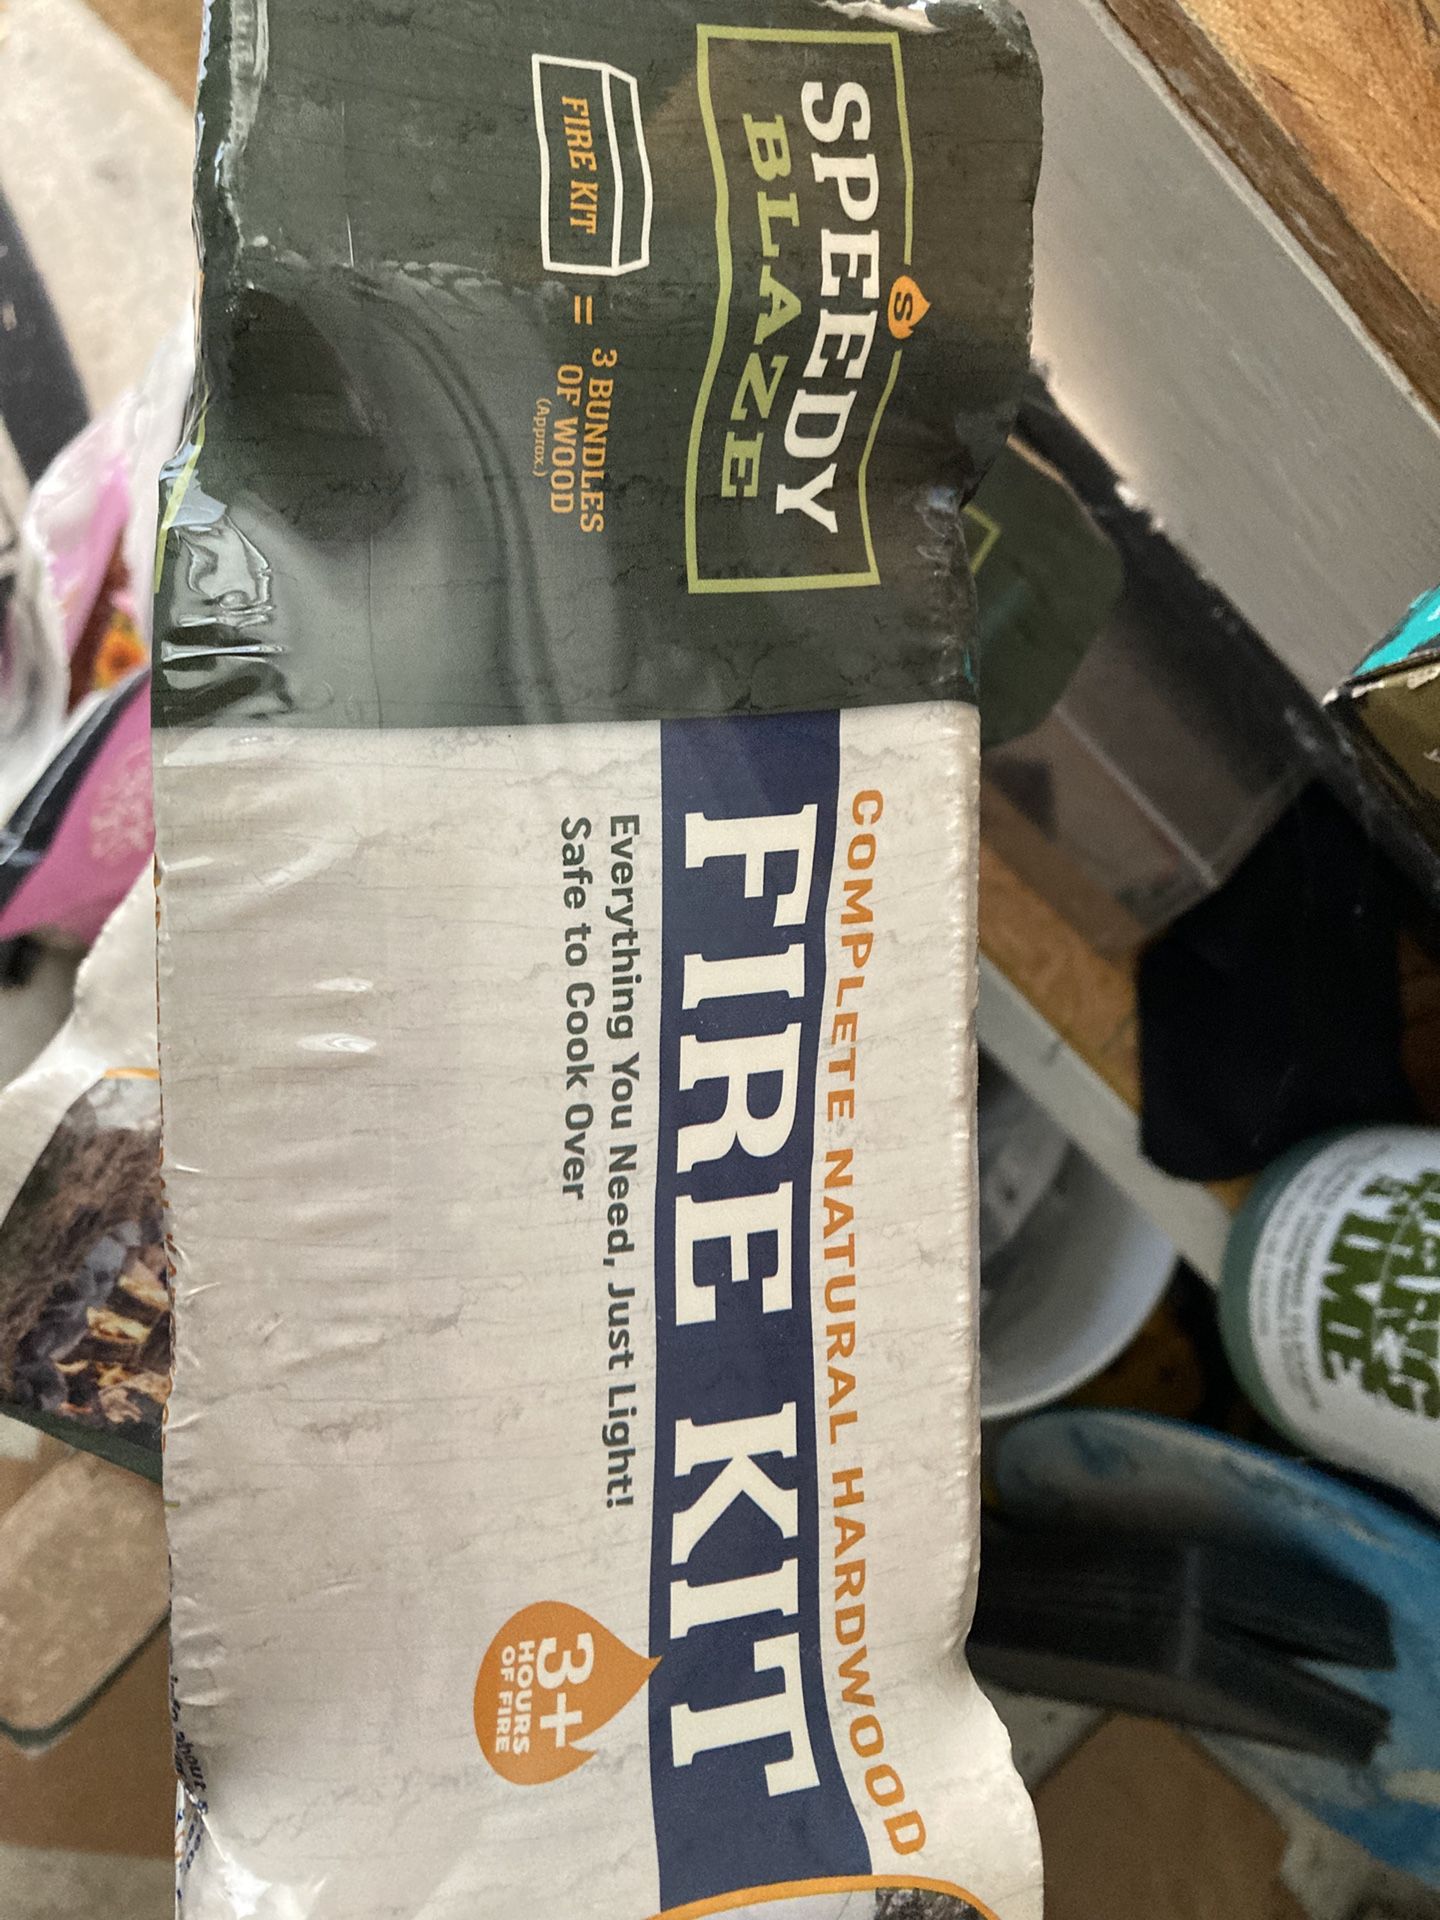 S
SPEEDY
BLAZE
FIRE KIT
=
3 BUNDLES
OF WOOD
(Approx.)
COMPLETE NATURAL HARDWOOD
FIRE KIT
Everything You Need, Just Light!
Safe to Cook Over
3+
HOURS
OF FIRE
TIME